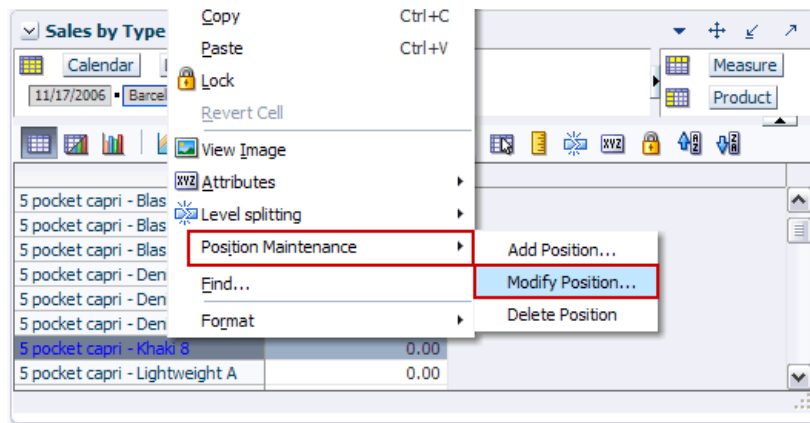 Sales by Type
Calendar
11/17/2006 Barcel
Measure
Product
Copy Ctrl+C
Paste Ctrl+V
Lock
Revert Cell
View Image
XYZ Attributes
Level splitting
Position Maintenance
Find...
Format
Add Position...
Modify Position...
Delete Position
XYZ
5 pocket capri - Blas
5 pocket capri - Blas
5 pocket capri - Blas
5 pocket capri - Den
5 pocket capri - Den
5 pocket capri - Den
5 pocket capri - Khaki 8 0.00
5 pocket capri - Lightweight A 0.00